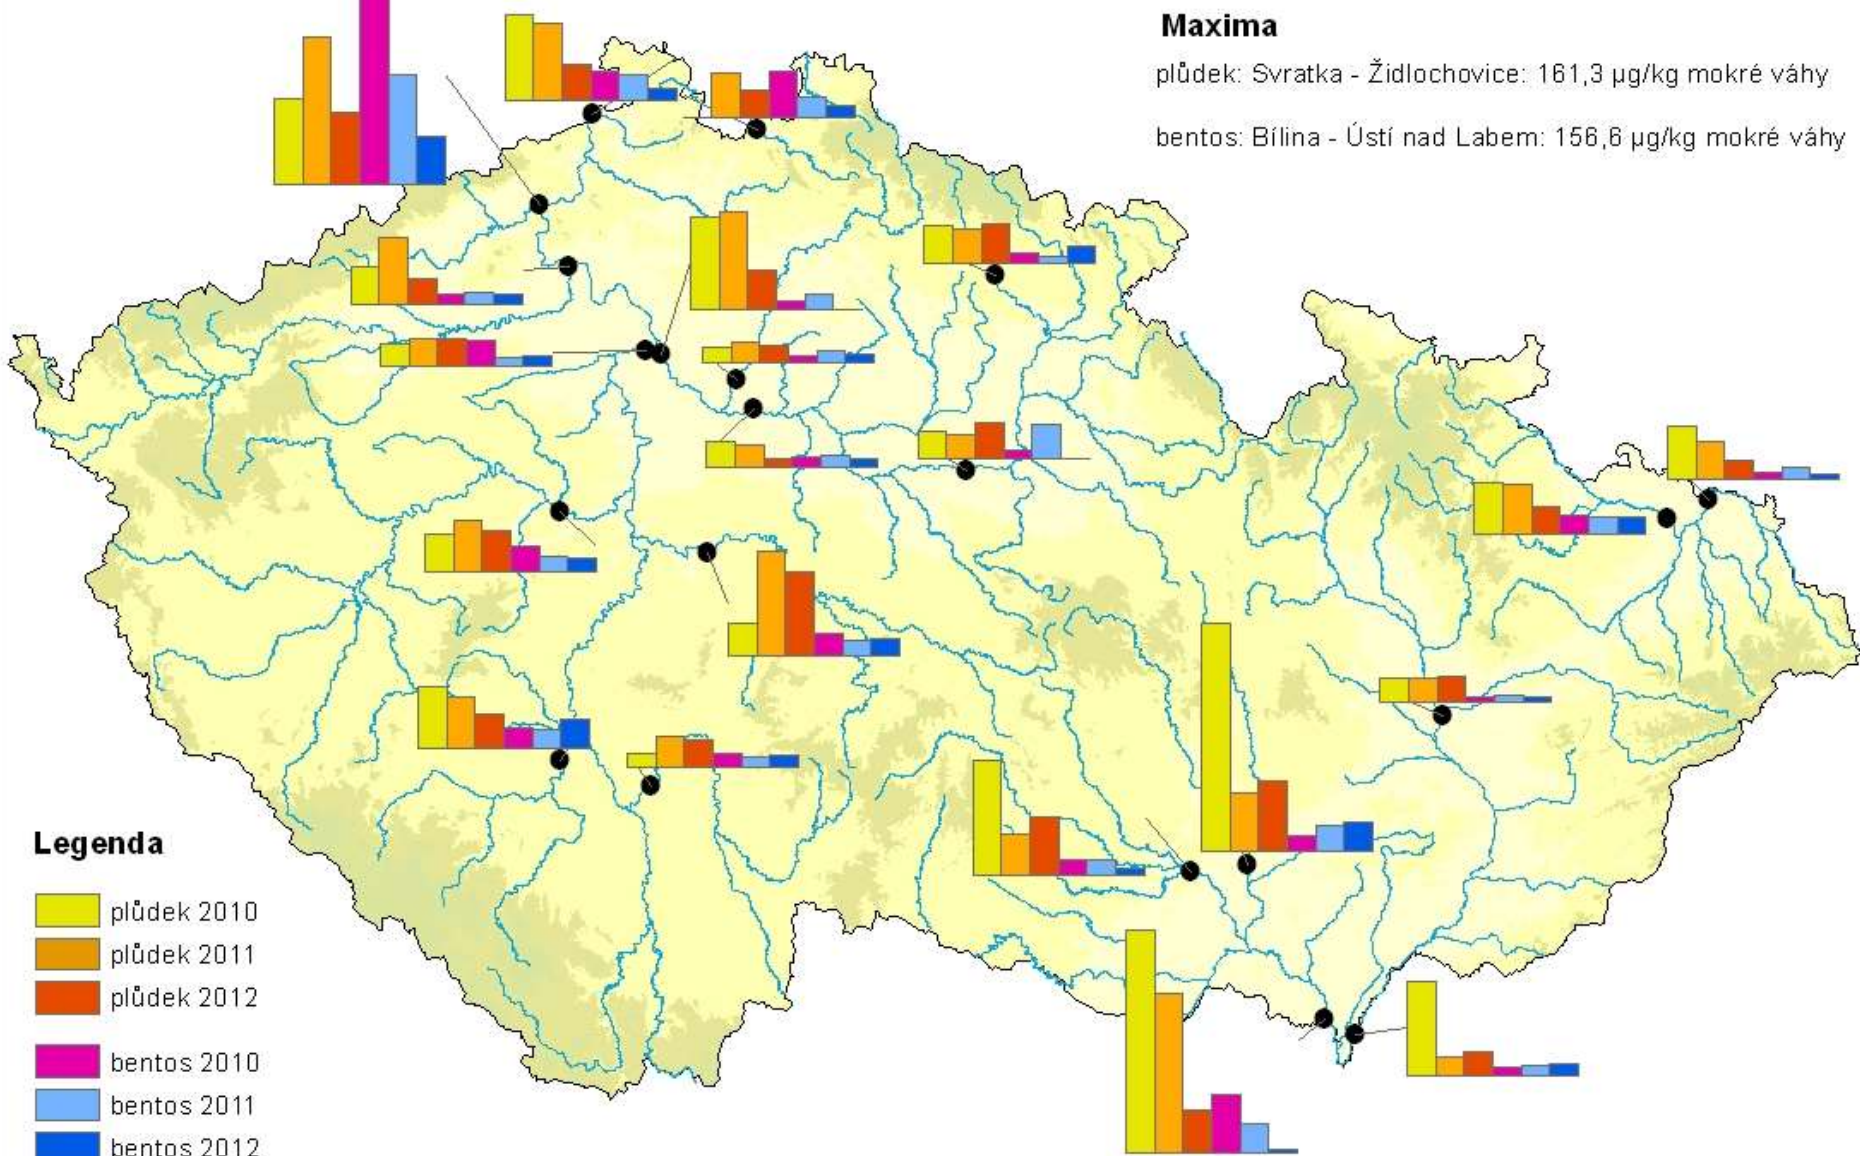 Maxima
plůdek: Svratka - Židlochovice: 161,3 µg/kg mokré váhy
bentos: Bílina - Ústí nad Labem: 156,6 µg/kg mokré váhy
Legenda
plůdek 2010
plůdek 2011
plůdek 2012
bentos 2010
bentos 2011
bentos 2012